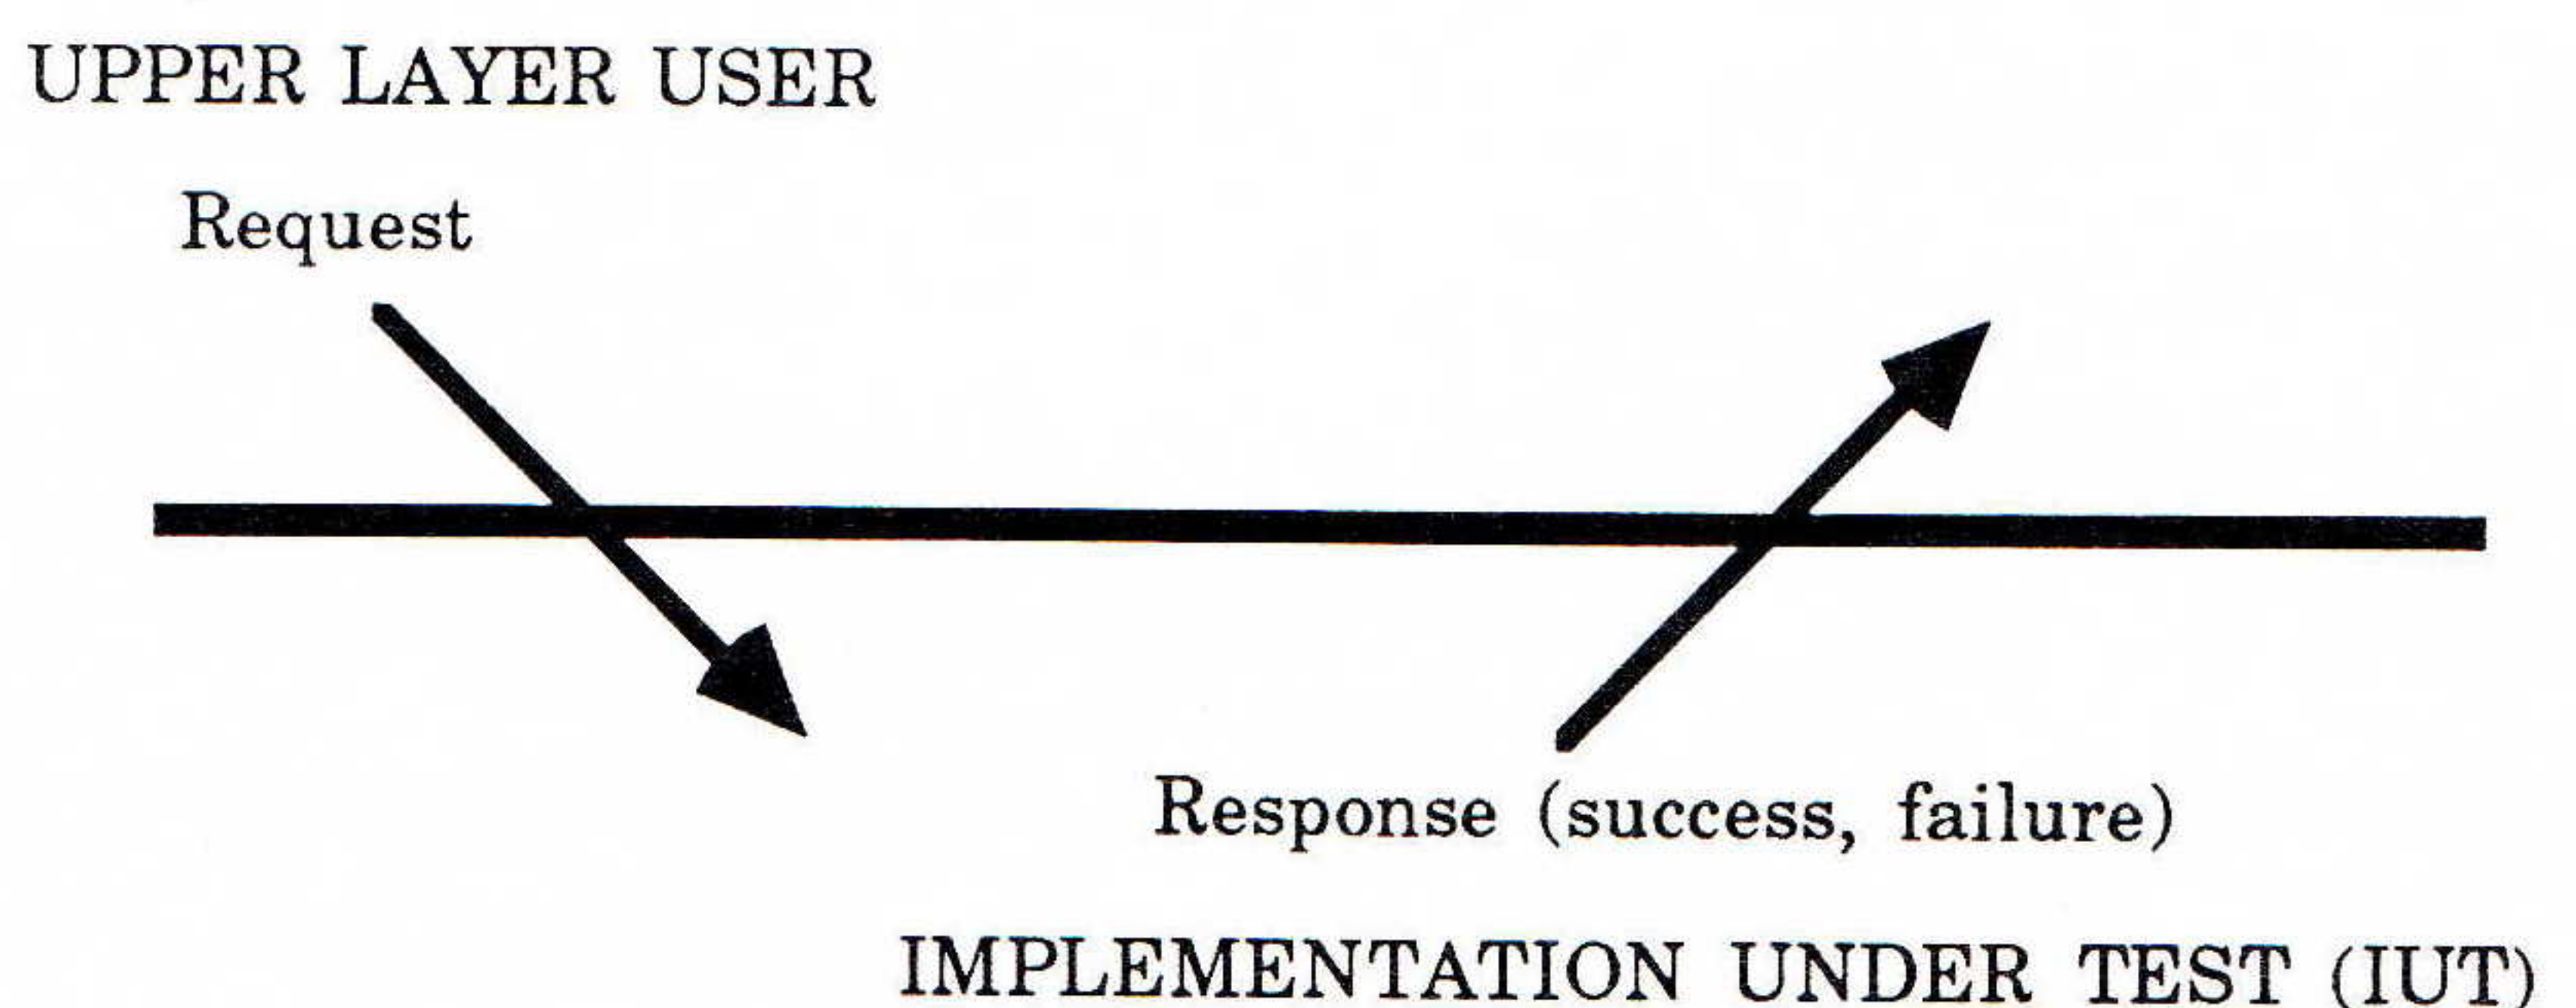 UPPER LAYER USER
Request
Response (success, failure)
IMPLEMENTATION UNDER TEST (IUT)